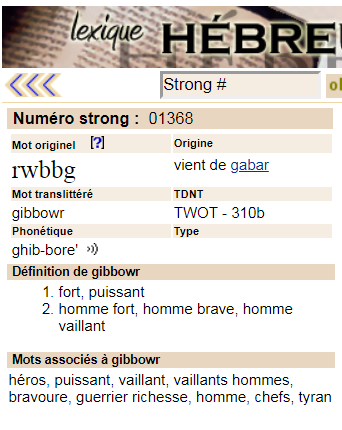 lexique HÉBREU
Strong #
Numéro strong : 01368
Mot originel [?] Origine
rwbbg vient de gabar
Mot translittéré TDNT
gibbowr TWOT - 310b
Phonétique Type
ghib-bore'
Définition de gibbowr
1. fort, puissant
2. homme fort, homme brave, homme
vaillant
Mots associés à gibbowr
héros, puissant, vaillant, vaillants hommes,
bravoure, guerrier richesse, homme, chefs, tyran